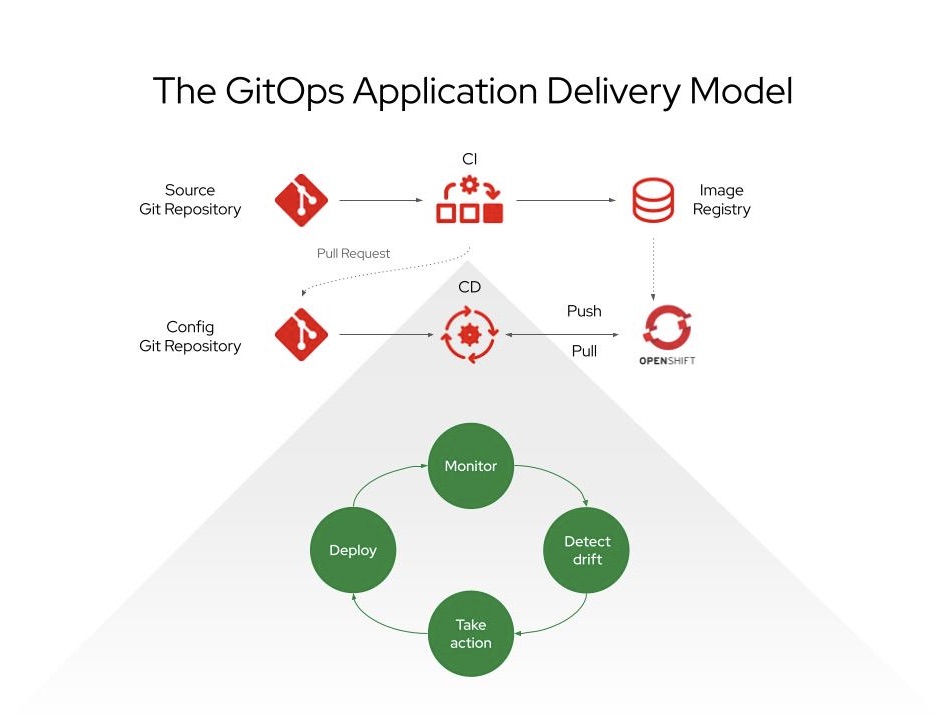 The GitOps Application Delivery Model
CI
Source
Git Repository
Image
Registry
Pull Request
CD
Config
Git Repository
Push
Pull
OPENSHIFT
Monitor
Deploy
Detect
drift
Take
action